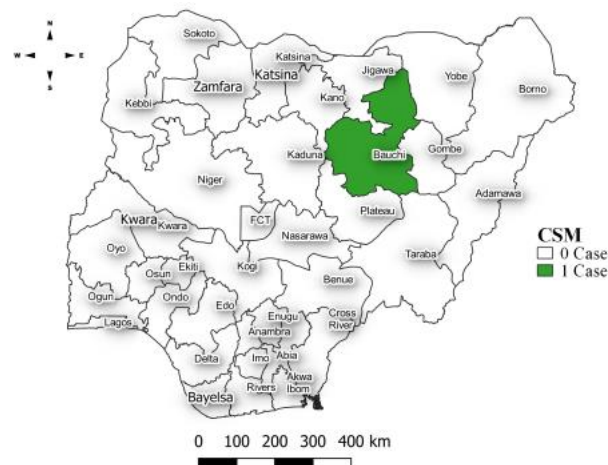 N
W E
S
Sokoto
Katsina
Zamfara
Katsina
Jigawa
Yobe
Borno
Kebbi
Kano
Kaduna
Bauchi
Gombe
Niger
Adamawa
Kwara
Kwara
FCT
Plateau
Nasarawa
Oyo
Taraba
Osun
Ekiti
Kogi
Benue
Ogun
Ondo
Edo
Lagos
Enugu
Anambra
Cross
River
Delta
Imo
Abia
Bayelsa
Rivers
Akwa
Ibom
CSM
0 Case
1 Case
0 100 200 300 400 km